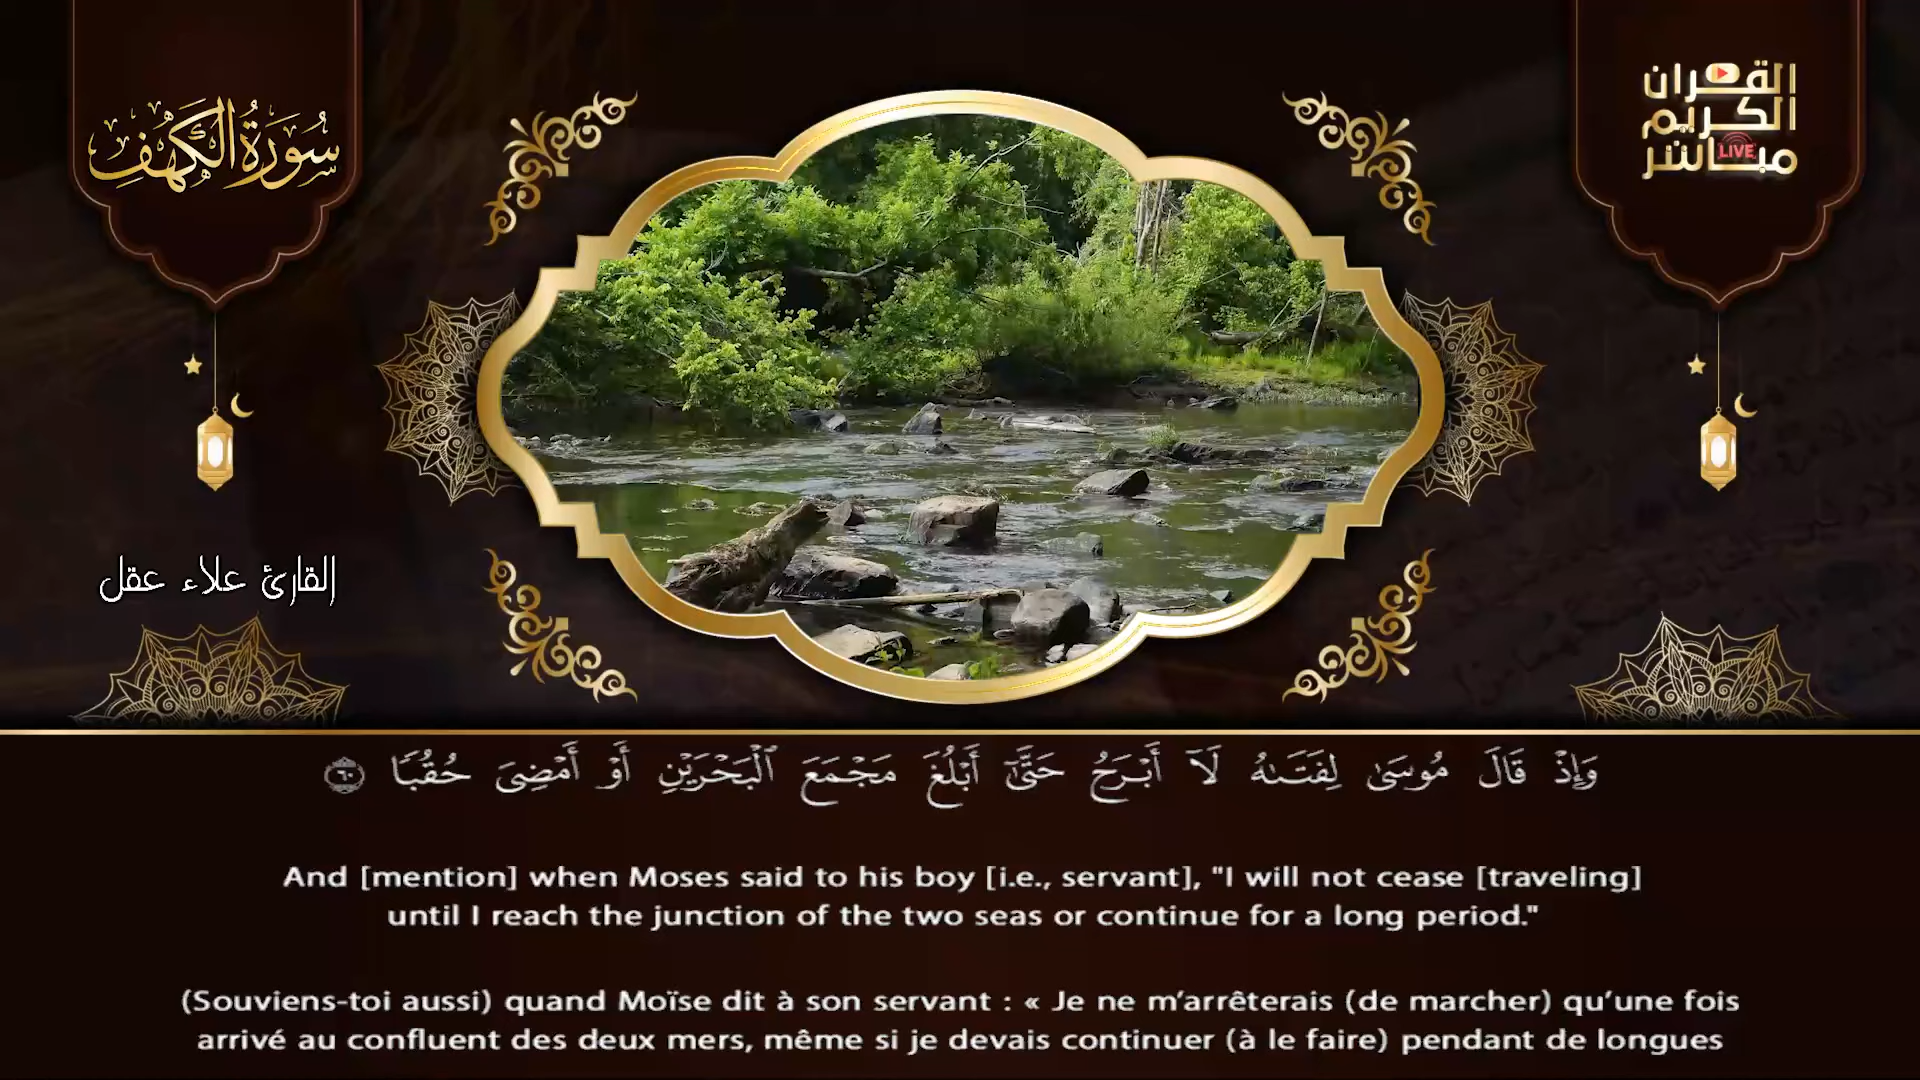 سُورَةُ الكَهْفِ
القران
الكريم
مباشر
LIVE
القارئ علاء عقل
وَإِذْ قَالَ مُوسَىٰ لِفَتَىٰهُ لَآ أَبْرَحُ حَتَّىٰٓ أَبْلُغَ مَجْمَعَ ٱلْبَحْرَيْنِ أَوْ أَمْضِىَ حُقُبًا ٦٠
And [mention] when Moses said to his boy [i.e., servant], "I will not cease [traveling]
until I reach the junction of the two seas or continue for a long period."
(Souviens-toi aussi) quand Moïse dit à son servant : « Je ne m’arrêterais (de marcher) qu’une fois
arrivé au confluent des deux mers, même si je devais continuer (à le faire) pendant de longues